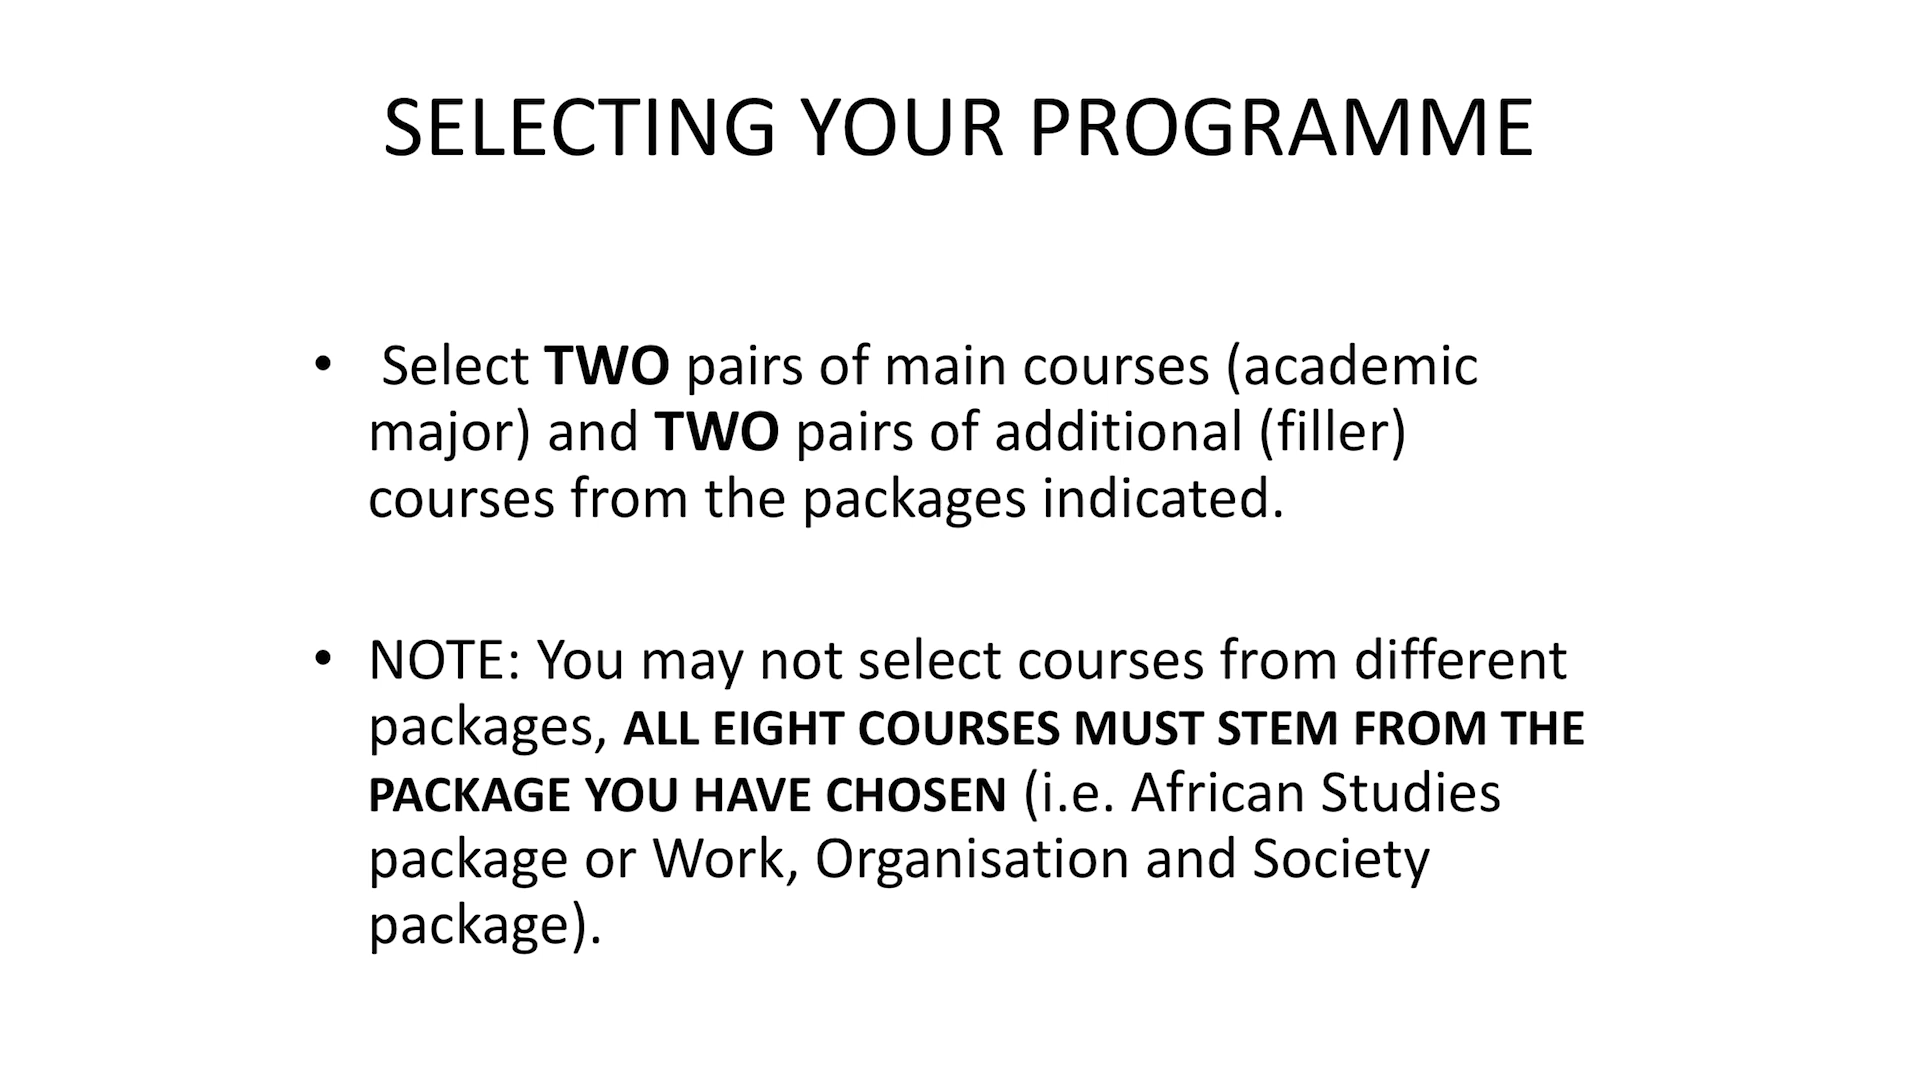 SELECTING YOUR PROGRAMME
• Select TWO pairs of main courses (academic
major) and TWO pairs of additional (filler)
courses from the packages indicated.
• NOTE: You may not select courses from different
packages, ALL EIGHT COURSES MUST STEM FROM THE
PACKAGE YOU HAVE CHOSEN (i.e. African Studies
package or Work, Organisation and Society
package).